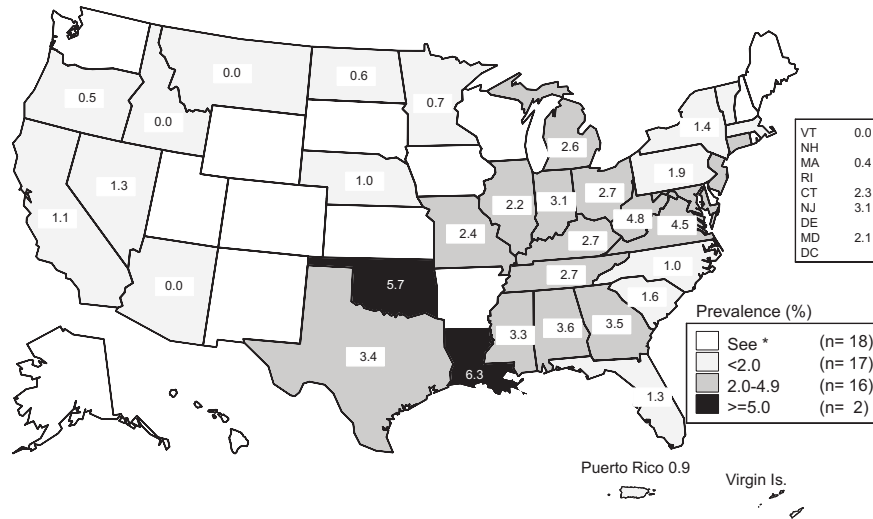 0.0
0.6
0.5
0.7
0.0
1.4
2.6
1.9
1.3
1.0
1.1
2.2
3.1
2.7
4.8
4.5
2.4
2.7
0.0
5.7
2.7
1.0
1.6
3.4
3.3
3.6
3.5
6.3
1.3
VT 0.0
NH
MA 0.4
RI
CT 2.3
NJ 3.1
DE
MD 2.1
DC
Prevalence (%)
See * (n= 18)
<2.0 (n= 17)
2.0-4.9 (n= 16)
>=5.0 (n= 2)
Puerto Rico 0.9
Virgin Is.